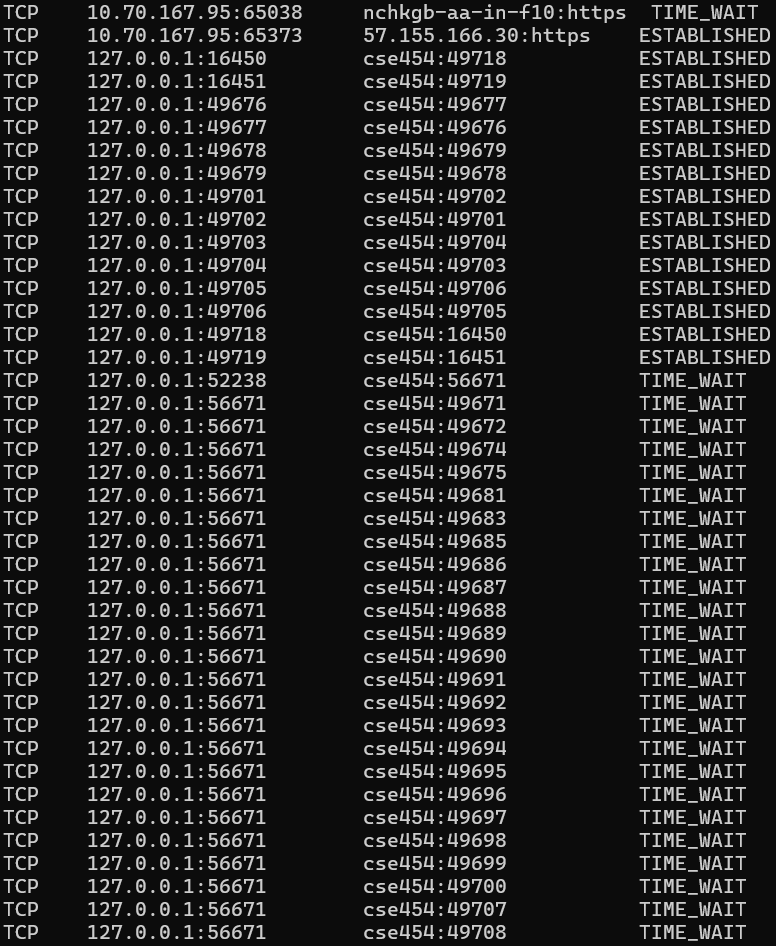 TCP 10.70.167.95:65038 nchkgb-aa-in-f10:https TIME_WAIT
TCP 10.70.167.95:65373 57.155.166.30:https ESTABLISHED
TCP 127.0.0.1:16450 cse454:49718 ESTABLISHED
TCP 127.0.0.1:16451 cse454:49719 ESTABLISHED
TCP 127.0.0.1:49676 cse454:49677 ESTABLISHED
TCP 127.0.0.1:49677 cse454:49676 ESTABLISHED
TCP 127.0.0.1:49678 cse454:49679 ESTABLISHED
TCP 127.0.0.1:49679 cse454:49678 ESTABLISHED
TCP 127.0.0.1:49701 cse454:49702 ESTABLISHED
TCP 127.0.0.1:49702 cse454:49701 ESTABLISHED
TCP 127.0.0.1:49703 cse454:49704 ESTABLISHED
TCP 127.0.0.1:49704 cse454:49703 ESTABLISHED
TCP 127.0.0.1:49705 cse454:49706 ESTABLISHED
TCP 127.0.0.1:49706 cse454:49705 ESTABLISHED
TCP 127.0.0.1:49718 cse454:16450 ESTABLISHED
TCP 127.0.0.1:49719 cse454:16451 ESTABLISHED
TCP 127.0.0.1:52238 cse454:56671 TIME_WAIT
TCP 127.0.0.1:56671 cse454:49671 TIME_WAIT
TCP 127.0.0.1:56671 cse454:49672 TIME_WAIT
TCP 127.0.0.1:56671 cse454:49674 TIME_WAIT
TCP 127.0.0.1:56671 cse454:49675 TIME_WAIT
TCP 127.0.0.1:56671 cse454:49681 TIME_WAIT
TCP 127.0.0.1:56671 cse454:49683 TIME_WAIT
TCP 127.0.0.1:56671 cse454:49685 TIME_WAIT
TCP 127.0.0.1:56671 cse454:49686 TIME_WAIT
TCP 127.0.0.1:56671 cse454:49687 TIME_WAIT
TCP 127.0.0.1:56671 cse454:49688 TIME_WAIT
TCP 127.0.0.1:56671 cse454:49689 TIME_WAIT
TCP 127.0.0.1:56671 cse454:49690 TIME_WAIT
TCP 127.0.0.1:56671 cse454:49691 TIME_WAIT
TCP 127.0.0.1:56671 cse454:49692 TIME_WAIT
TCP 127.0.0.1:56671 cse454:49693 TIME_WAIT
TCP 127.0.0.1:56671 cse454:49694 TIME_WAIT
TCP 127.0.0.1:56671 cse454:49695 TIME_WAIT
TCP 127.0.0.1:56671 cse454:49696 TIME_WAIT
TCP 127.0.0.1:56671 cse454:49697 TIME_WAIT
TCP 127.0.0.1:56671 cse454:49698 TIME_WAIT
TCP 127.0.0.1:56671 cse454:49699 TIME_WAIT
TCP 127.0.0.1:56671 cse454:49700 TIME_WAIT
TCP 127.0.0.1:56671 cse454:49707 TIME_WAIT
TCP 127.0.0.1:56671 cse454:49708 TIME_WAIT